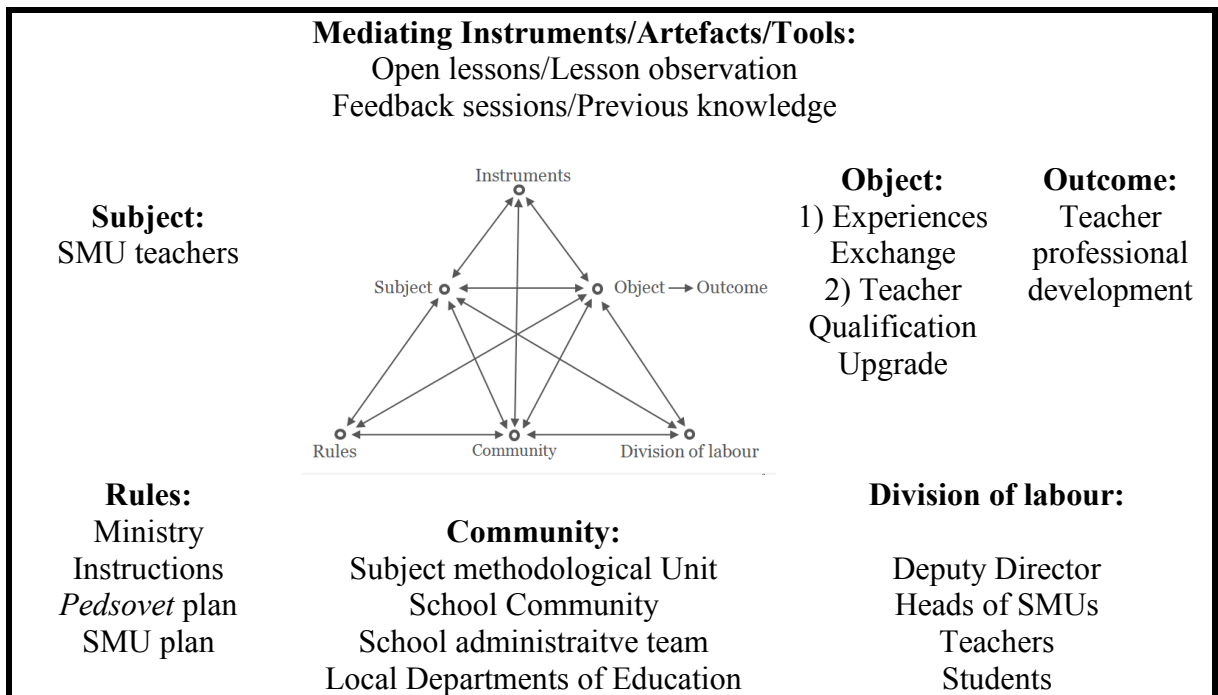 Mediating Instruments/Artefacts/Tools:
Open lessons/Lesson observation
Feedback sessions/Previous knowledge
Subject:
SMU teachers
Instruments
Subject
Object
Outcome
Rules
Community
Division of labour
Object:
1) Experiences
Exchange
2) Teacher
Qualification
Upgrade
Outcome:
Teacher
professional
development
Rules:
Ministry
Instructions
Pedsovet plan
SMU plan
Community:
Subject methodological Unit
School Community
School administraitve team
Local Departments of Education
Division of labour:
Deputy Director
Heads of SMUs
Teachers
Students